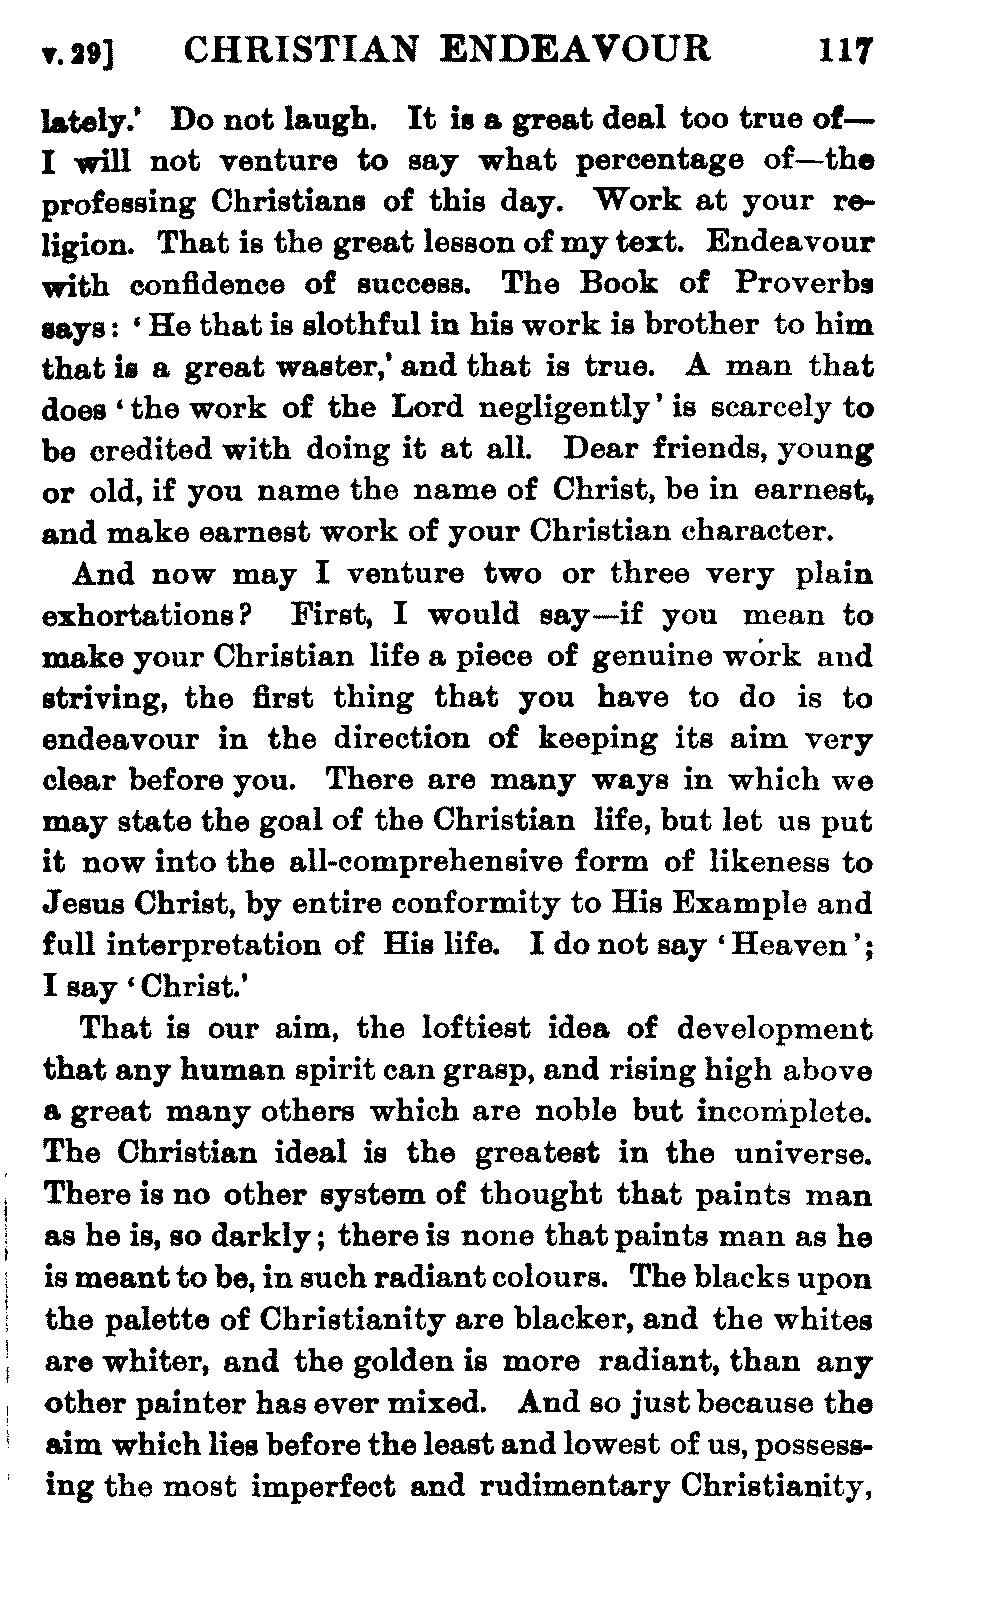 v. 29] CHRISTIAN ENDEAVOUR 117
lately.' Do not laugh. It is a great deal too true of—
I will not venture to say what percentage of—the
professing Christians of this day. Work at your re-
ligion. That is the great lesson of my text. Endeavour
with confidence of success. The Book of Proverbs
says: 'He that is slothful in his work is brother to him
that is a great waster,' and that is true. A man that
does 'the work of the Lord negligently' is scarcely to
be credited with doing it at all. Dear friends, young
or old, if you name the name of Christ, be in earnest,
and make earnest work of your Christian character.
And now may I venture two or three very plain
exhortations? First, I would say—if you mean to
make your Christian life a piece of genuine work and
striving, the first thing that you have to do is to
endeavour in the direction of keeping its aim very
clear before you. There are many ways in which we
may state the goal of the Christian life, but let us put
it now into the all-comprehensive form of likeness to
Jesus Christ, by entire conformity to His Example and
full interpretation of His life. I do not say 'Heaven';
I say 'Christ.'
That is our aim, the loftiest idea of development
that any human spirit can grasp, and rising high above
a great many others which are noble but incomplete.
The Christian ideal is the greatest in the universe.
There is no other system of thought that paints man
as he is, so darkly; there is none that paints man as he
is meant to be, in such radiant colours. The blacks upon
the palette of Christianity are blacker, and the whites
are whiter, and the golden is more radiant, than any
other painter has ever mixed. And so just because the
aim which lies before the least and lowest of us, possess-
ing the most imperfect and rudimentary Christianity,